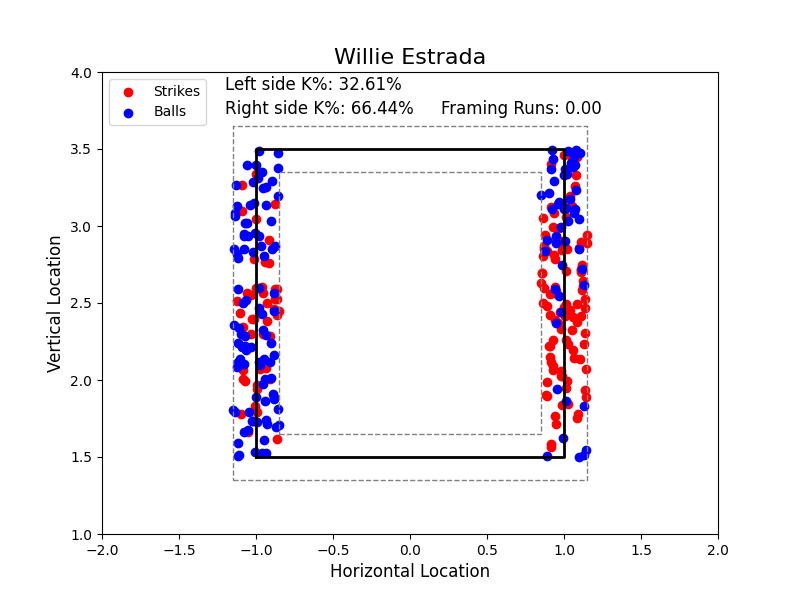 Willie Estrada
Strikes
Balls
Left side K%: 32.61%
Right side K%: 66.44%
Framing Runs: 0.00
Vertical Location
4.0
3.5
3.0
2.5
2.0
1.5
1.0
−2.0 −1.5 −1.0 −0.5 0.0 0.5 1.0 1.5 2.0
Horizontal Location